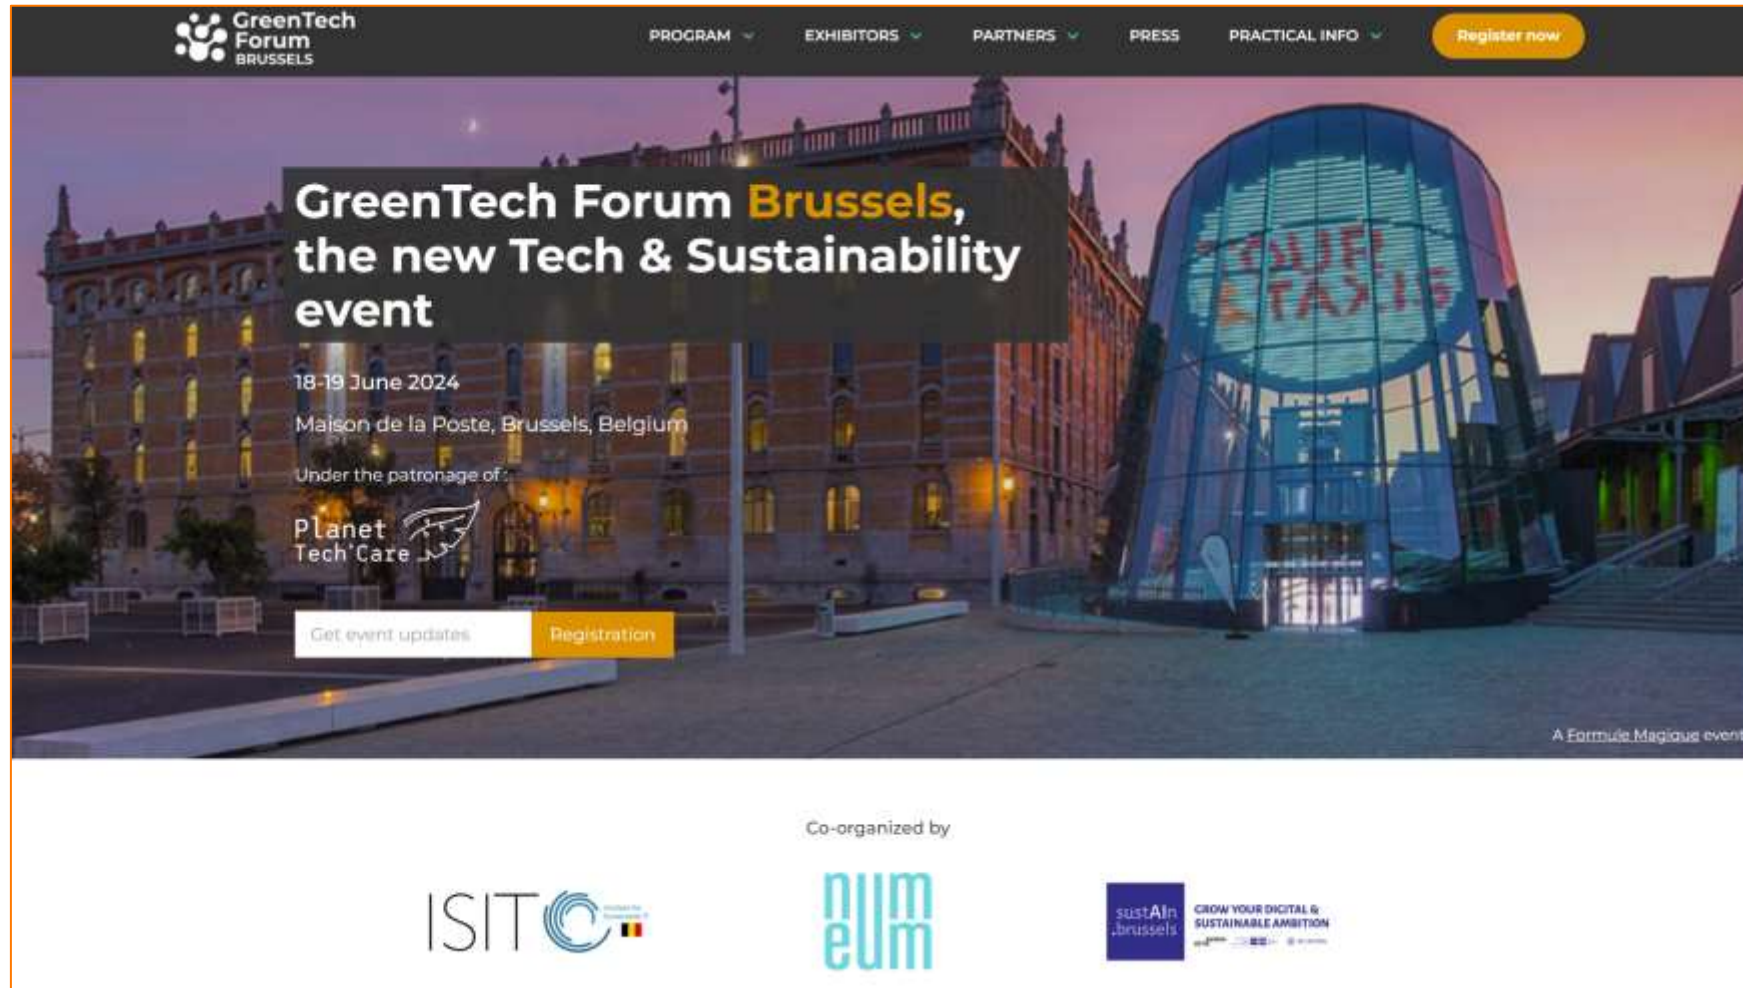 GreenTech
Forum
BRUSSELS
PROGRAM
EXHIBITORS
PARTNERS
PRESS
PRACTICAL INFO
Register now
GreenTech Forum Brussels,
the new Tech & Sustainability
event
TOUR
& TAXIS
18-19 June 2024
Maison de la Poste, Brussels, Belgium
Under the patronage of :
Planet
Tech'Care
Get event updates
Registration
A Formule Magique event
Co-organized by
ISIT
num
eum
sustAIn
.brussels
GROW YOUR DIGITAL &
SUSTAINABLE AMBITION